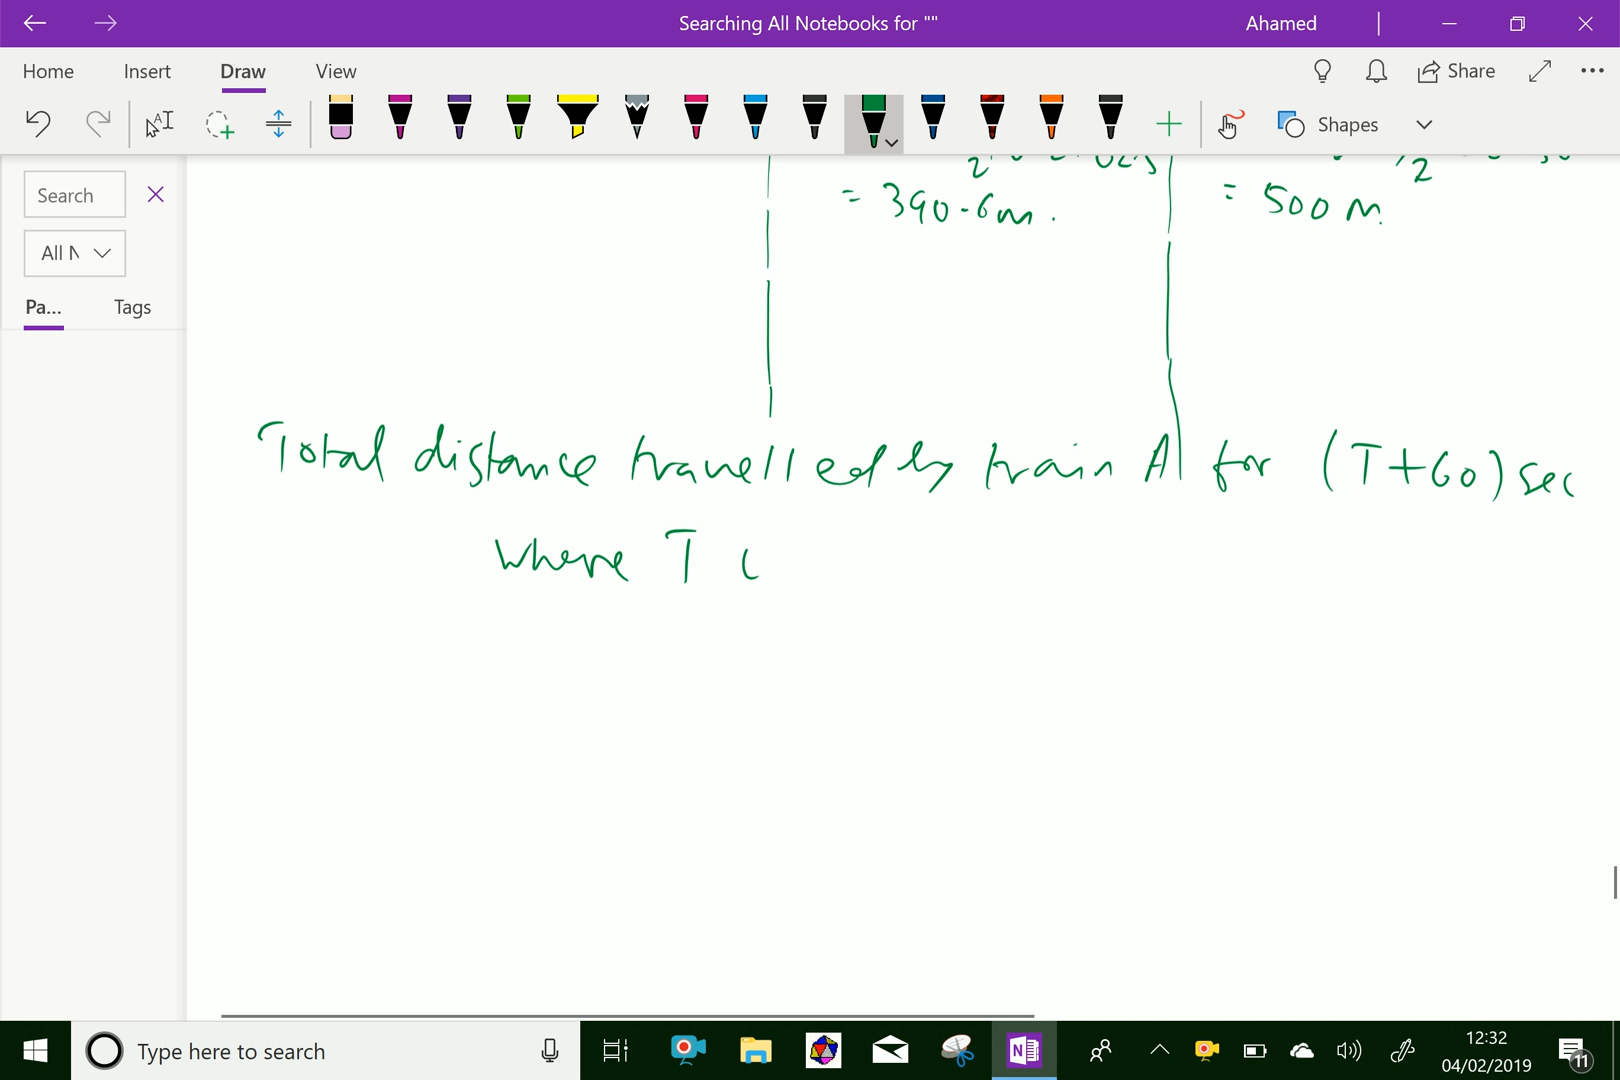 Searching All Notebooks for ""
Ahamed
Home Insert Draw View
Share
Shapes
Search
All N
Pa... Tags
= 390.6m.
= 500 m.
Total distance travelled by train A for (T+60) sec
where T
Type here to search
12:32
04/02/2019
11